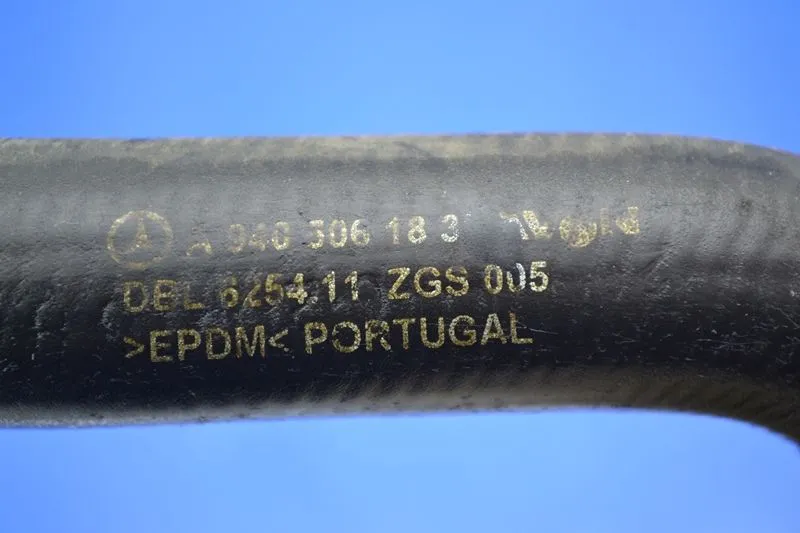 A 940 306 18 3
DBL 6254.11 ZGS 005
>EPDM< PORTUGAL